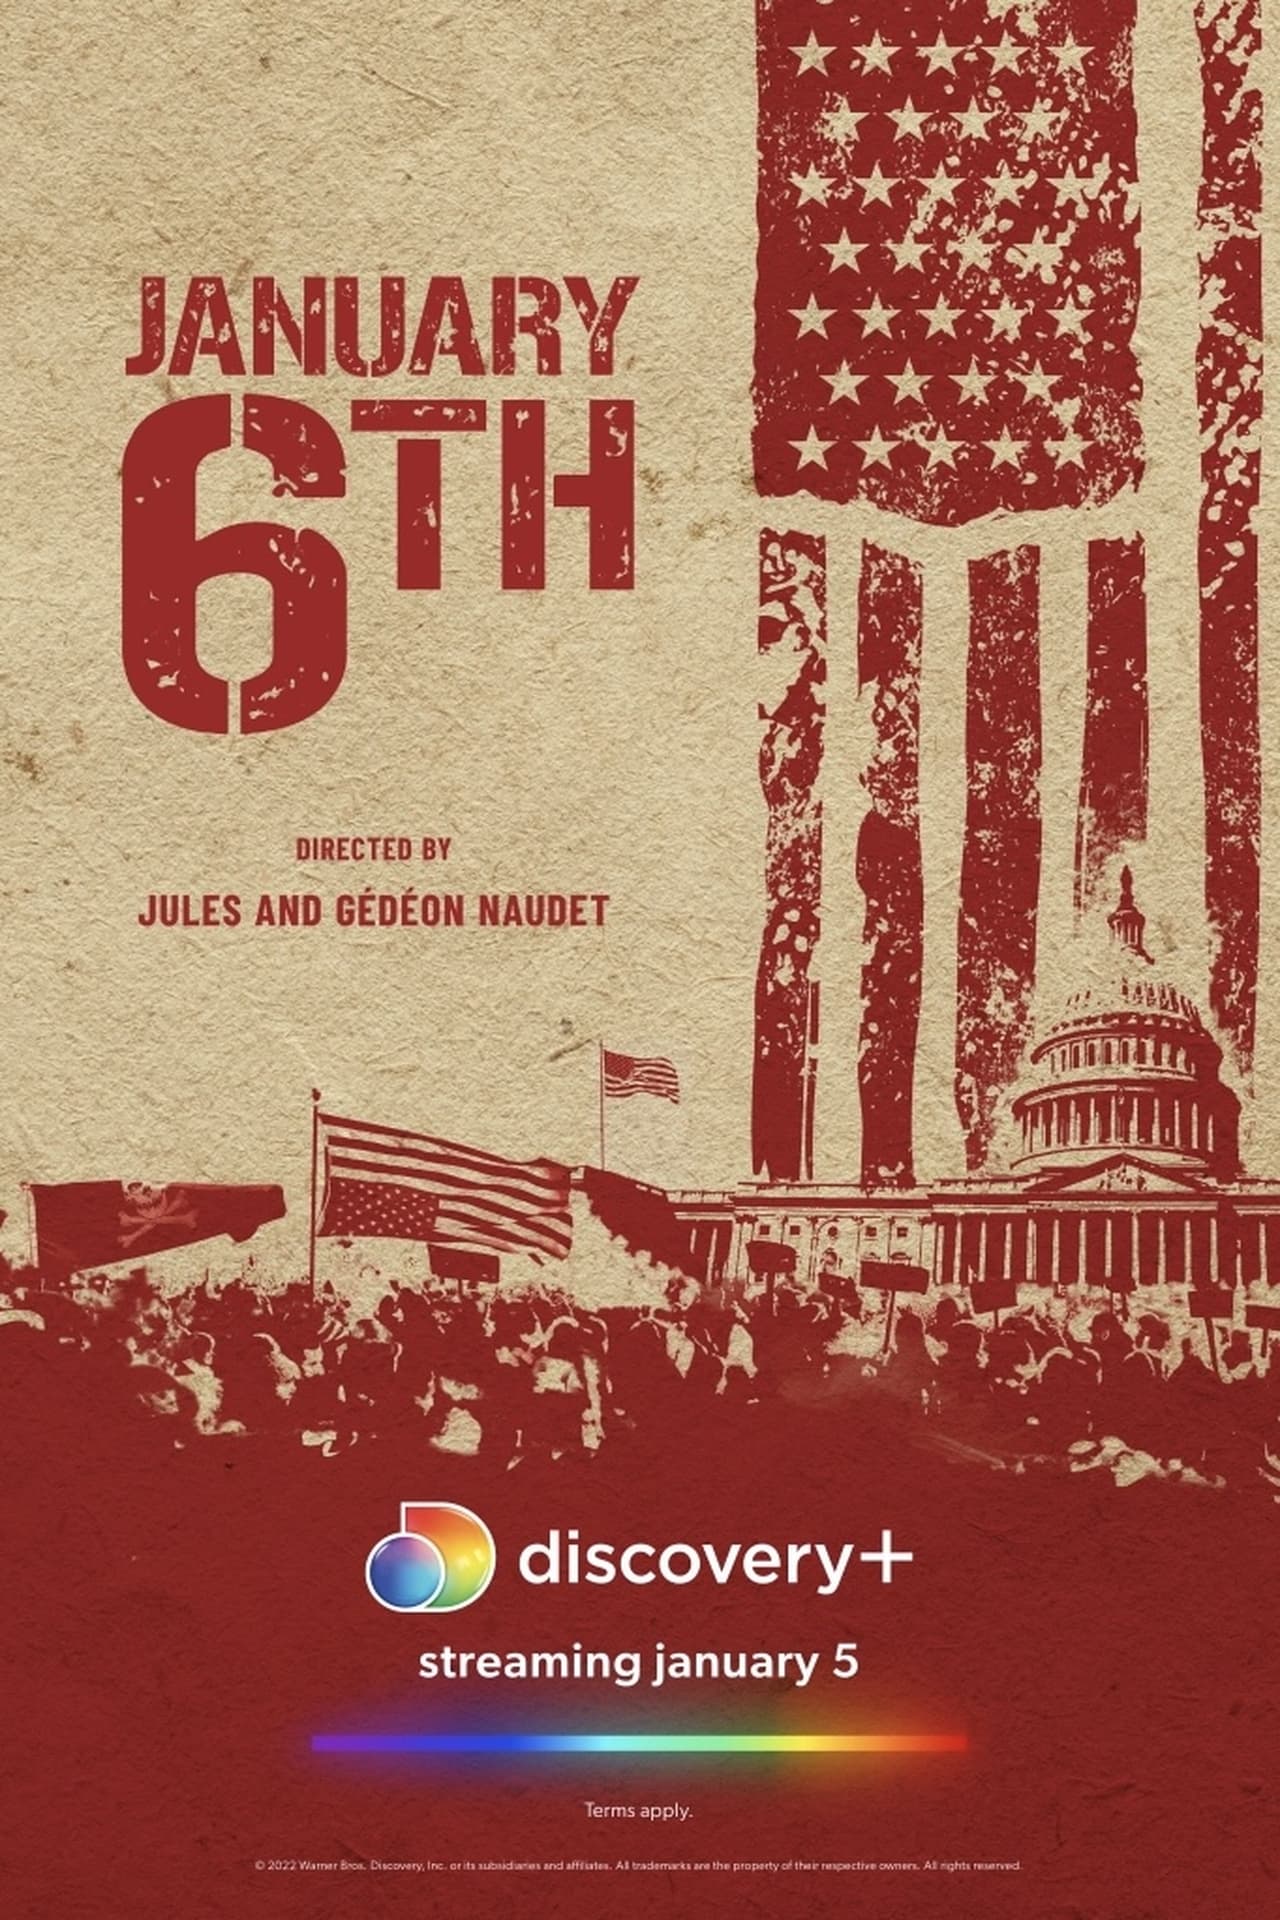 JANUARY
6TH
DIRECTED BY
JULES AND GÉDÉON NAUDET
discovery+
streaming january 5
Terms apply.
© 2022 Warner Bros. Discovery, Inc. or its subsidiaries and affiliates. All trademarks are the property of their respective owners. All rights reserved.